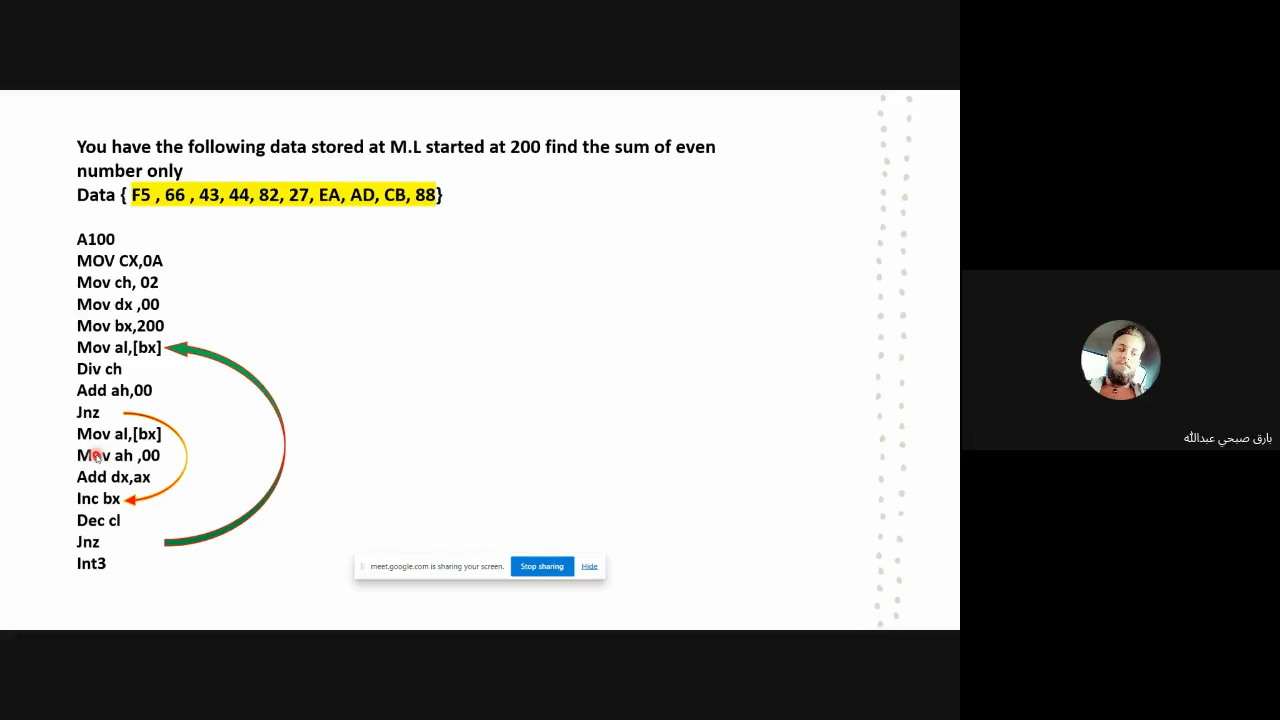 You have the following data stored at M.L started at 200 find the sum of even
number only
Data { F5 , 66 , 43, 44, 82, 27, EA, AD, CB, 88}
A100
MOV CX,0A
Mov ch, 02
Mov dx ,00
Mov bx,200
Mov al,[bx]
Div ch
Add ah,00
Jnz
Mov al,[bx]
Mov ah ,00
Add dx,ax
Inc bx
Dec cl
Jnz
Int3
meet.google.com is sharing your screen. Stop sharing Hide
بارق صبحي عبدالله